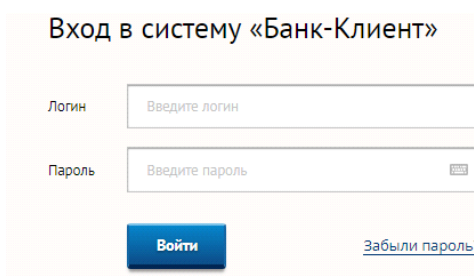 Вход в систему «Банк-Клиент»
Логин Введите логин
Пароль Введите пароль
Войти Забыли пароль